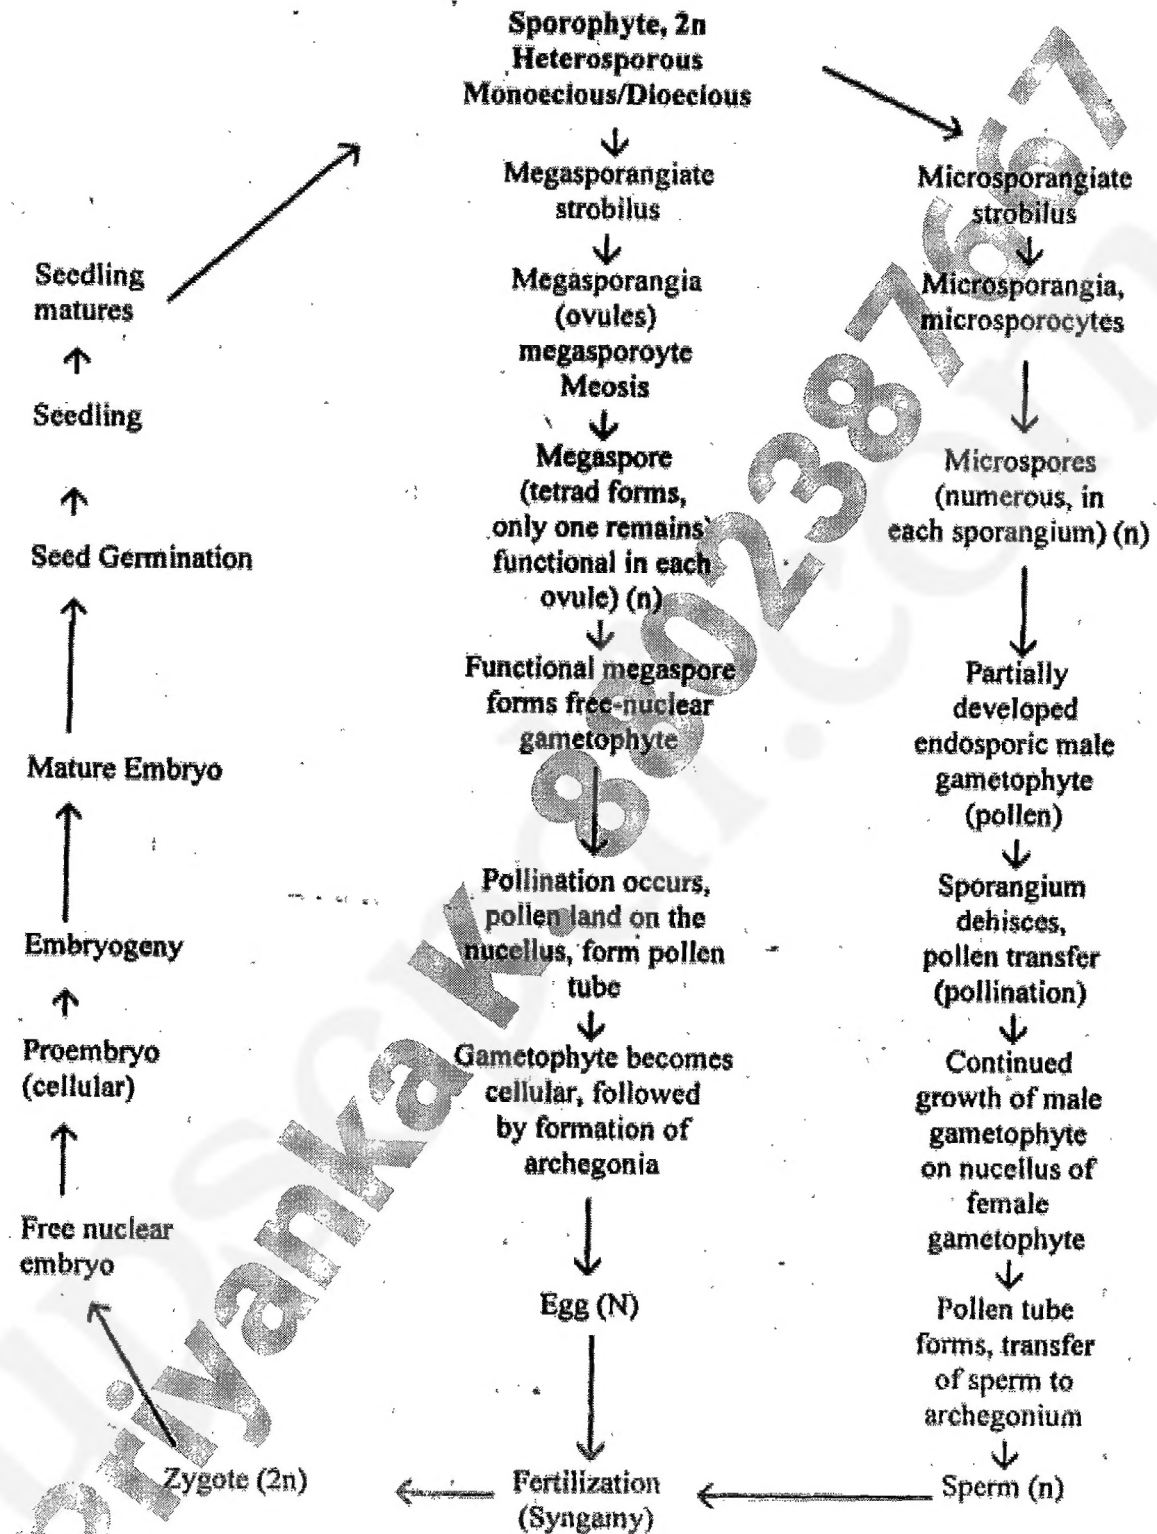 Sporophyte, 2n
Heterosporous
Monoecious/Dioecious
Megasporangiate
strobilus
Megasporangia
(ovules)
megasporoyte
Meosis
Megaspore
(tetrad forms,
only one remains
functional in each
ovule) (n)
Functional megaspore
forms free-nuclear
gametophyte
Pollination occurs,
pollen land on the
nucellus, form pollen
tube
Gametophyte becomes
cellular, followed
by formation of
archegonia
Egg (N)
Fertilization
(Syngamy)
Microsporangiate
strobilus
Microsporangia,
microsporocytes
Microspores
(numerous, in
each sporangium) (n)
Partially
developed
endosporic male
gametophyte
(pollen)
Sporangium
dehisces,
pollen transfer
(pollination)
Continued
growth of male
gametophyte
on nucellus of
female
gametophyte
Pollen tube
forms, transfer
of sperm to
archegonium
Sperm (n)
Zygote (2n)
Free nuclear
embryo
Proembryo
(cellular)
Embryogeny
Mature Embryo
Seed Germination
Seedling
Seedling
matures
Priyanka K. 8802387667